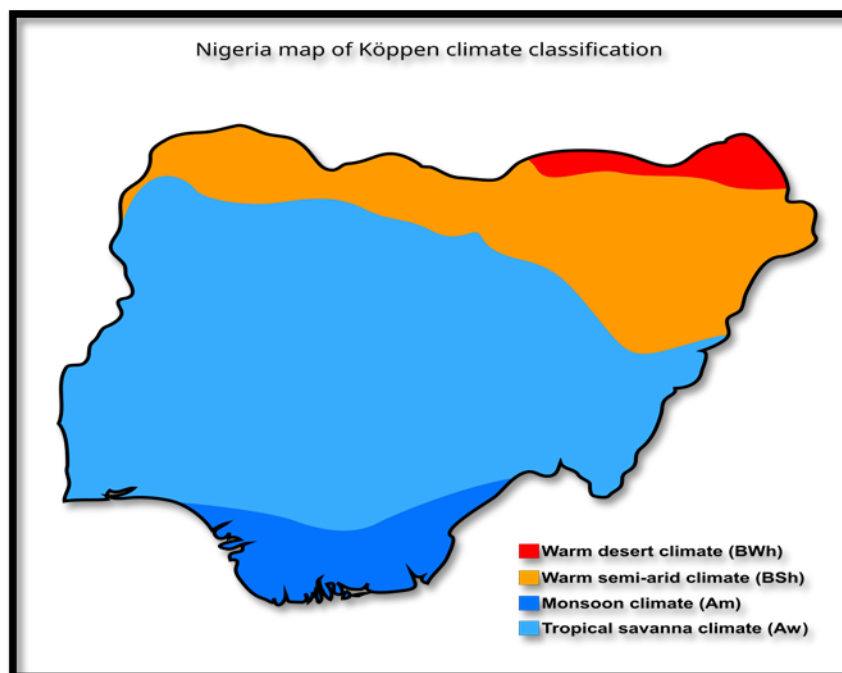 Nigeria map of Köppen climate classification
Warm desert climate (BWh)
Warm semi-arid climate (BSh)
Monsoon climate (Am)
Tropical savanna climate (Aw)